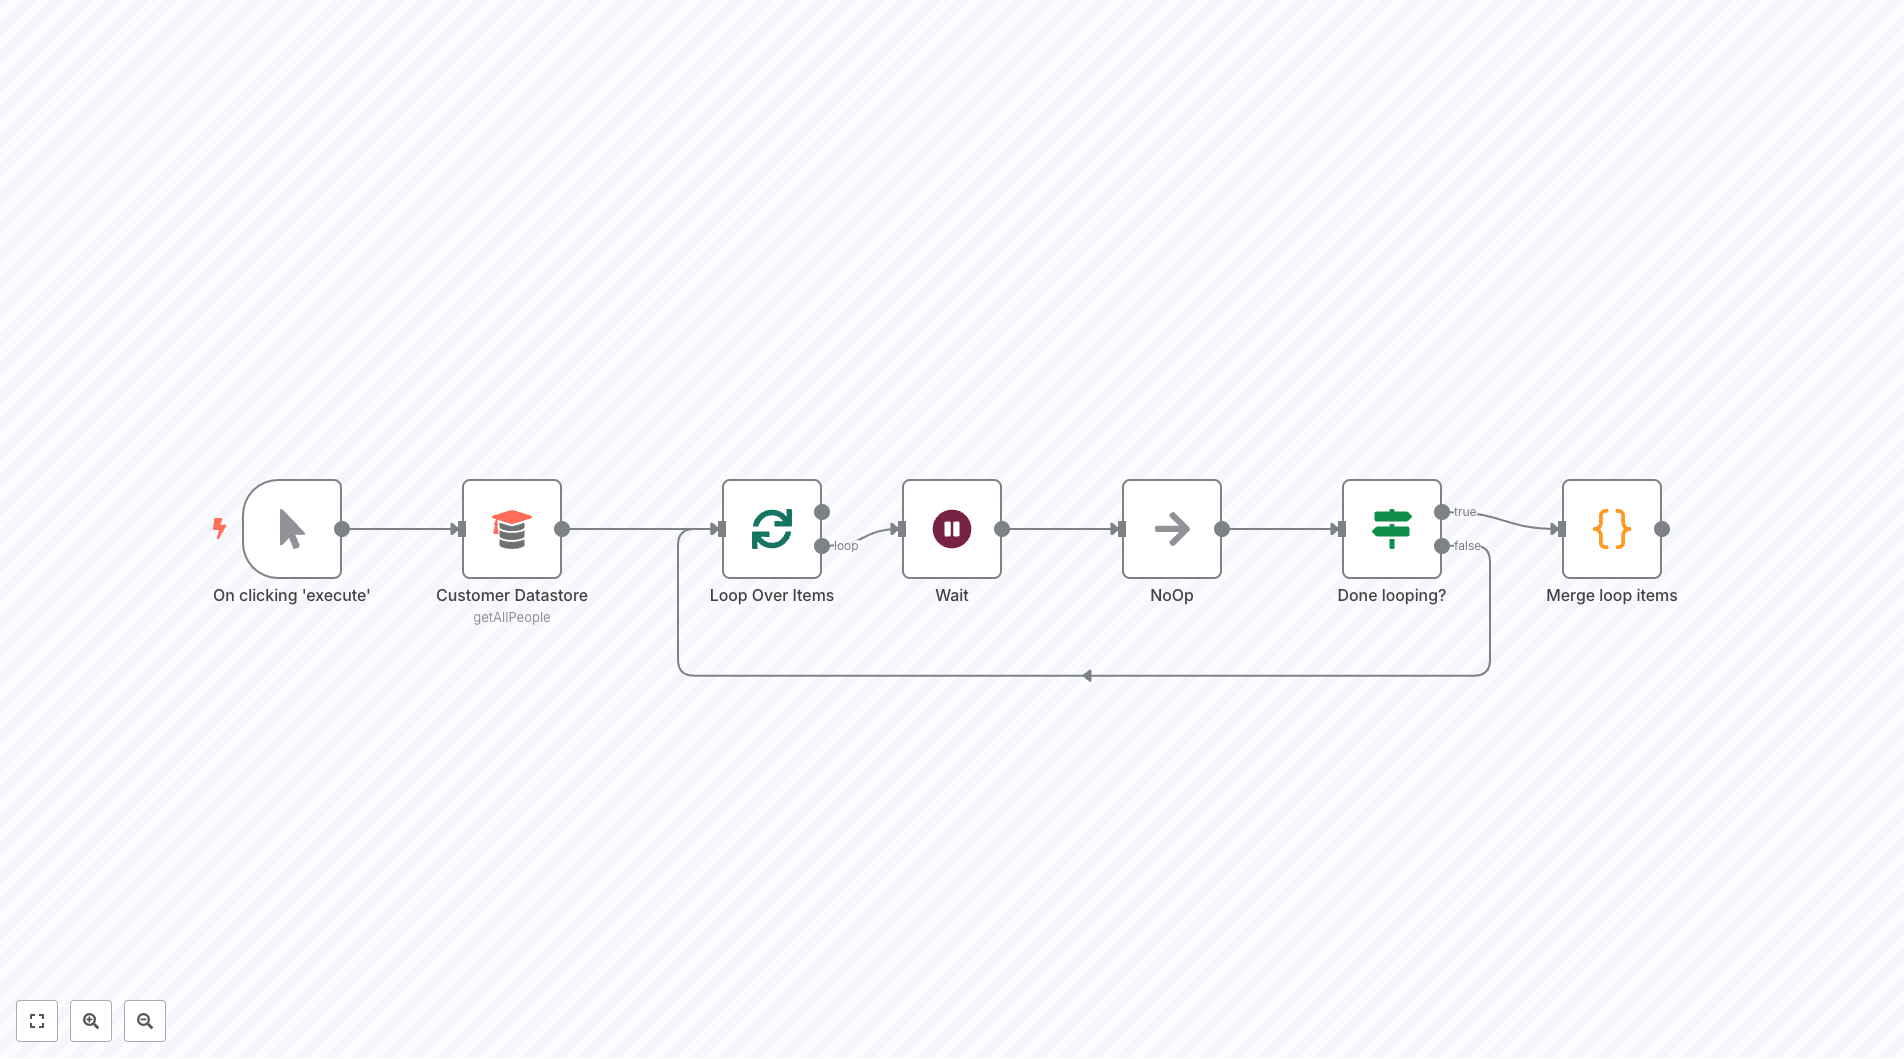 On clicking 'execute'
Customer Datastore
getAllPeople
Loop Over Items
loop
Wait
NoOp
Done looping?
true
false
Merge loop items